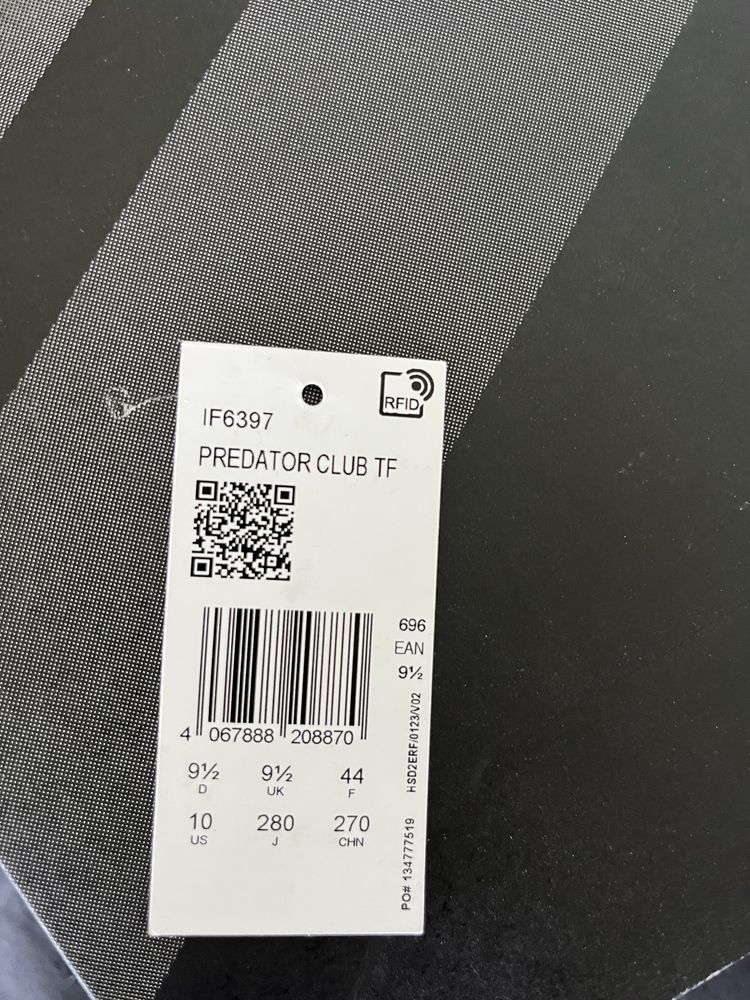 RFID
IF6397
PREDATOR CLUB TF
696
EAN
9½
4 067888 208870
9½ 9½ 44
D UK F
10 280 270
US J CHN
HSD2ERF/0123/V02
PO# 134777519